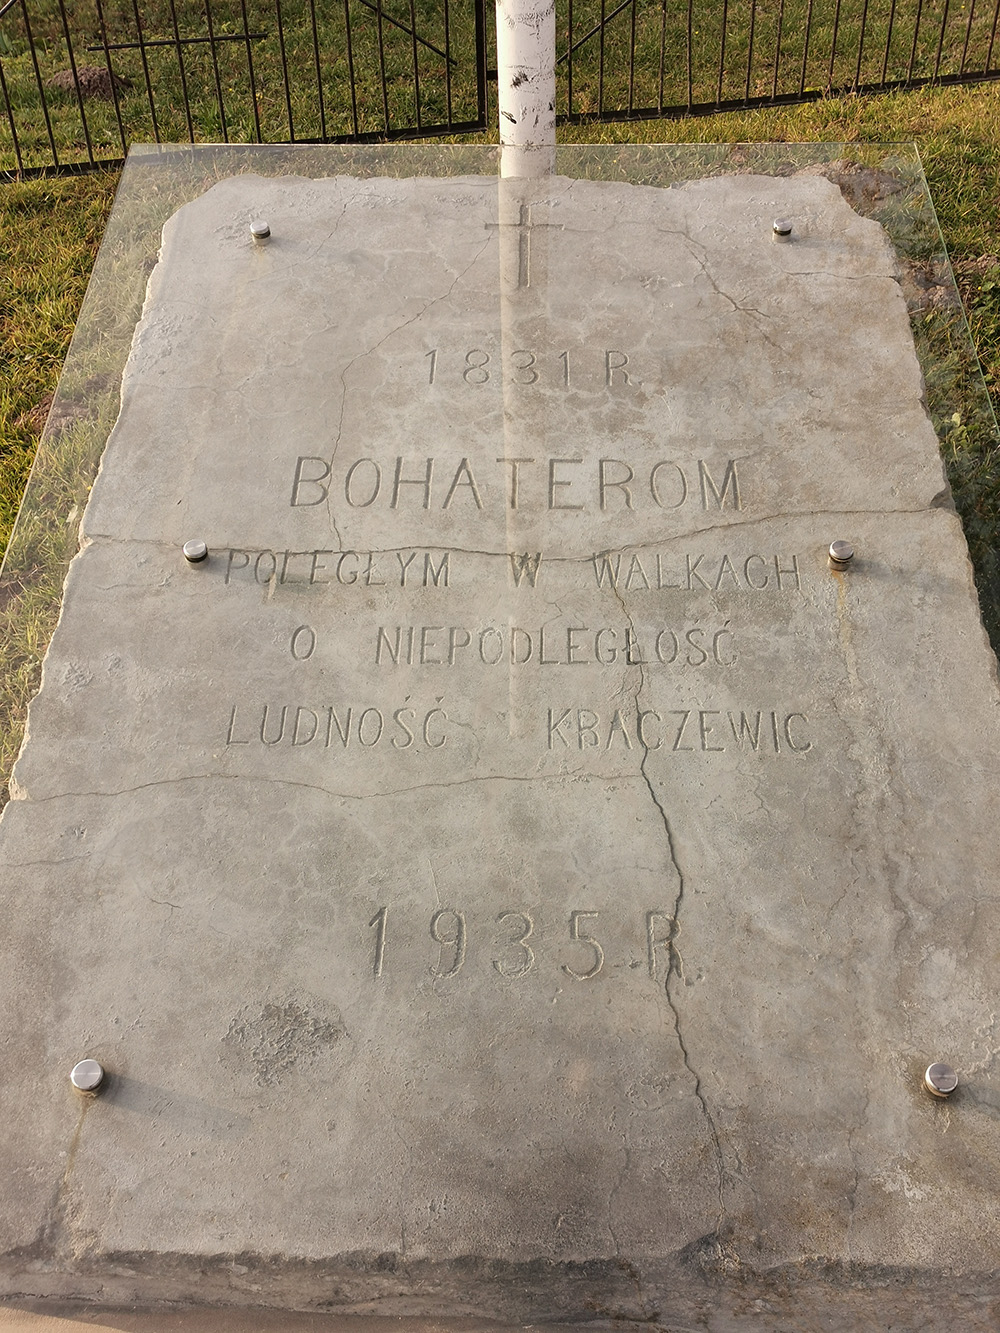 1831 R.
BOHATEROM
POLEGŁYM W WALKACH
O NIEPODLEGŁOŚĆ
LUDNOŚĆ KRACZEWIC
1935 R.